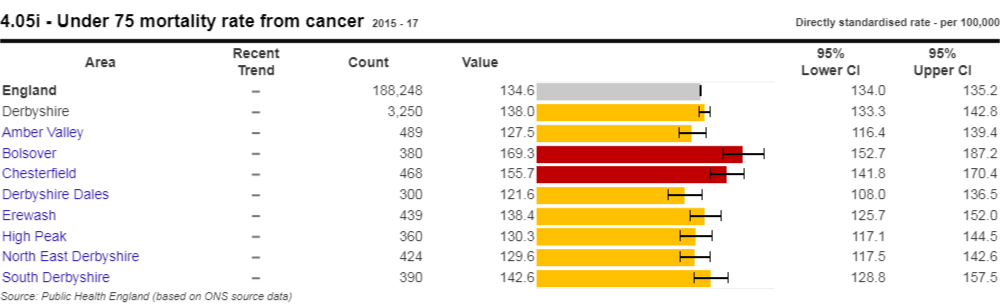 4.05i - Under 75 mortality rate from cancer 2015 - 17 Directly standardised rate - per 100,000
Area Recent Trend Count Value 95% Lower CI 95% Upper CI
England – 188,248 134.6 134.0 135.2
Derbyshire – 3,250 138.0 133.3 142.8
Amber Valley – 489 127.5 116.4 139.4
Bolsover – 380 169.3 152.7 187.2
Chesterfield – 468 155.7 141.8 170.4
Derbyshire Dales – 300 121.6 108.0 136.5
Erewash – 439 138.4 125.7 152.0
High Peak – 360 130.3 117.1 144.5
North East Derbyshire – 424 129.6 117.5 142.6
South Derbyshire – 390 142.6 128.8 157.5
Source: Public Health England (based on ONS source data)